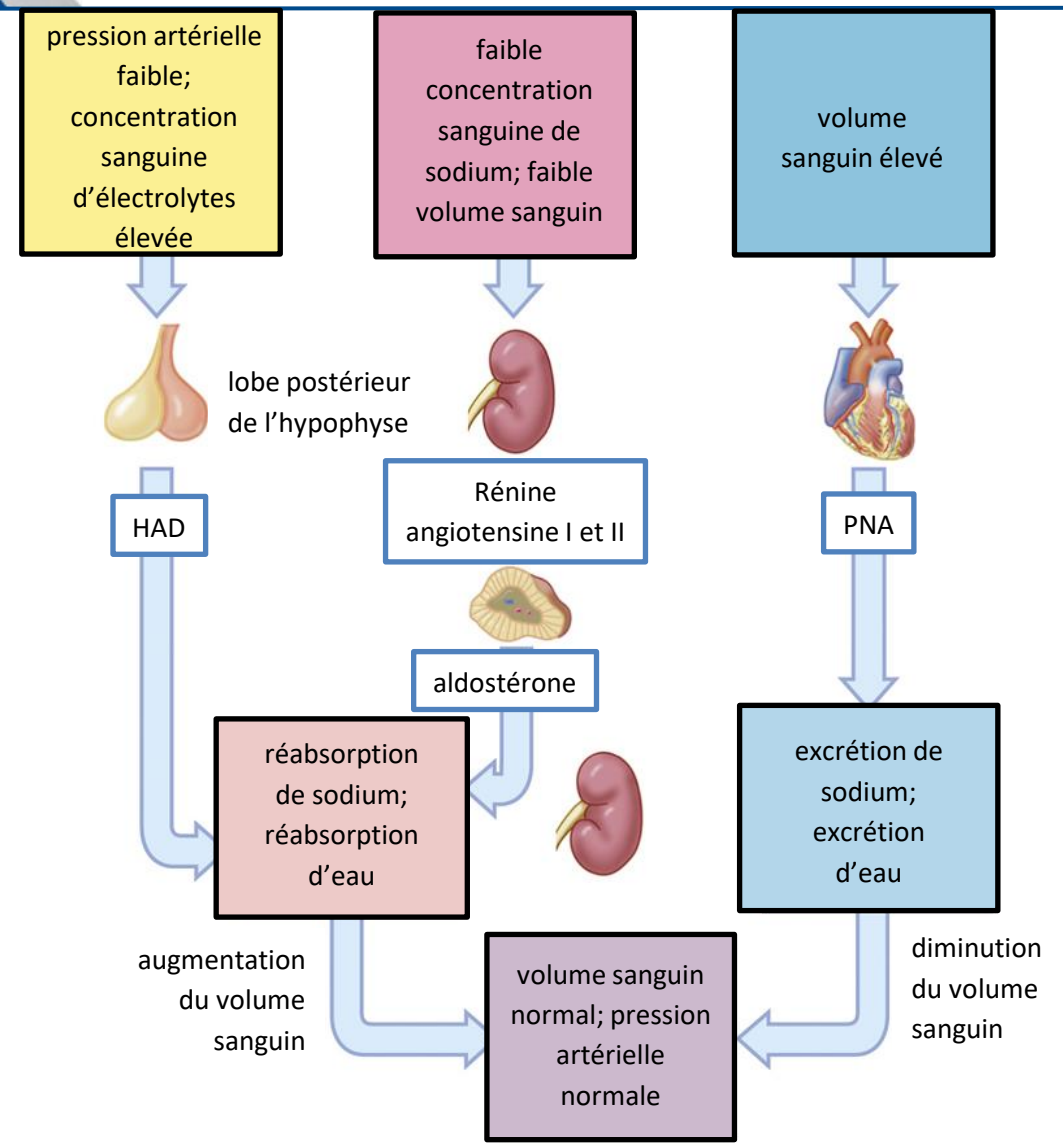 pression artérielle
faible;
concentration
sanguine
d’électrolytes
élevée
faible
concentration
sanguine de
sodium; faible
volume sanguin
volume
sanguin élevé
lobe postérieur
de l’hypophyse
HAD
Rénine
angiotensine I et II
PNA
aldostérone
réabsorption
de sodium;
réabsorption
d’eau
excrétion de
sodium;
excrétion
d’eau
augmentation
du volume
sanguin
volume sanguin
normal; pression
artérielle
normale
diminution
du volume
sanguin